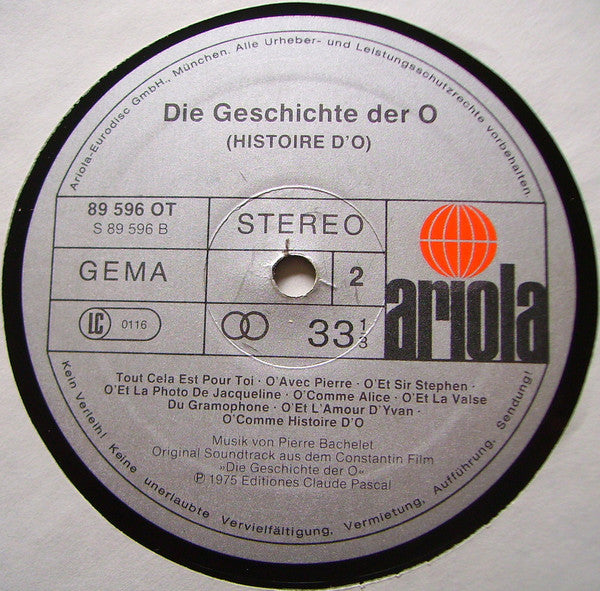 Ariola-Eurodisc GmbH., München. Alle Urheber- und Leistungsschutzrechte vorbehalten.
Die Geschichte der O
(HISTOIRE D'O)
89 596 OT
S 89 596 B
STEREO
GEMA
2
LC 0116
33 1/3
ariola
Tout Cela Est Pour Toi · O'Avec Pierre · O'Et Sir Stephen ·
O'Et La Photo De Jacqueline · O'Comme Alice · O'Et La Valse
Du Gramophone · O'Et L'Amour D'Yvan ·
O'Comme Histoire D'O
Musik von Pierre Bachelet
Original Soundtrack aus dem Constantin Film
»Die Geschichte der O«
℗ 1975 Editiones Claude Pascal
Kein Verleih! Keine unerlaubte Vervielfältigung, Vermietung, Aufführung, Sendung!